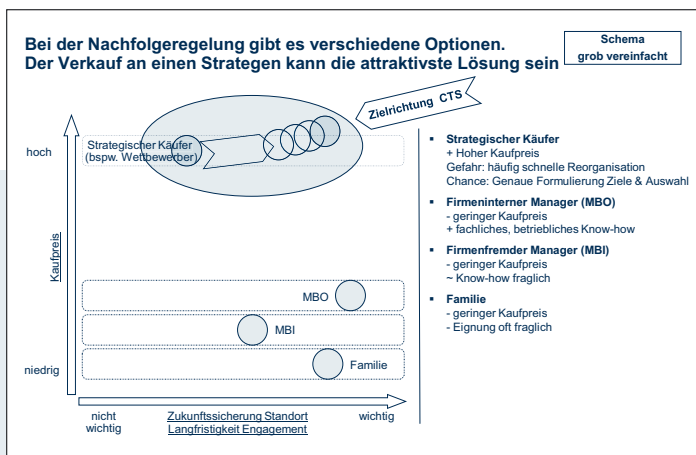 Bei der Nachfolgeregelung gibt es verschiedene Optionen.
Der Verkauf an einen Strategen kann die attraktivste Lösung sein
Schema
grob vereinfacht
Zielrichtung CTS
hoch
Kaufpreis
niedrig
Strategischer Käufer
(bspw. Wettbewerber)
MBO
MBI
Familie
nicht
wichtig
Zukunftssicherung Standort
Langfristigkeit Engagement
wichtig
▪ Strategischer Käufer
+ Hoher Kaufpreis
Gefahr: häufig schnelle Reorganisation
Chance: Genaue Formulierung Ziele & Auswahl
▪ Firmeninterner Manager (MBO)
- geringer Kaufpreis
+ fachliches, betriebliches Know-how
▪ Firmenfremder Manager (MBI)
- geringer Kaufpreis
~ Know-how fraglich
▪ Familie
- geringer Kaufpreis
- Eignung oft fraglich